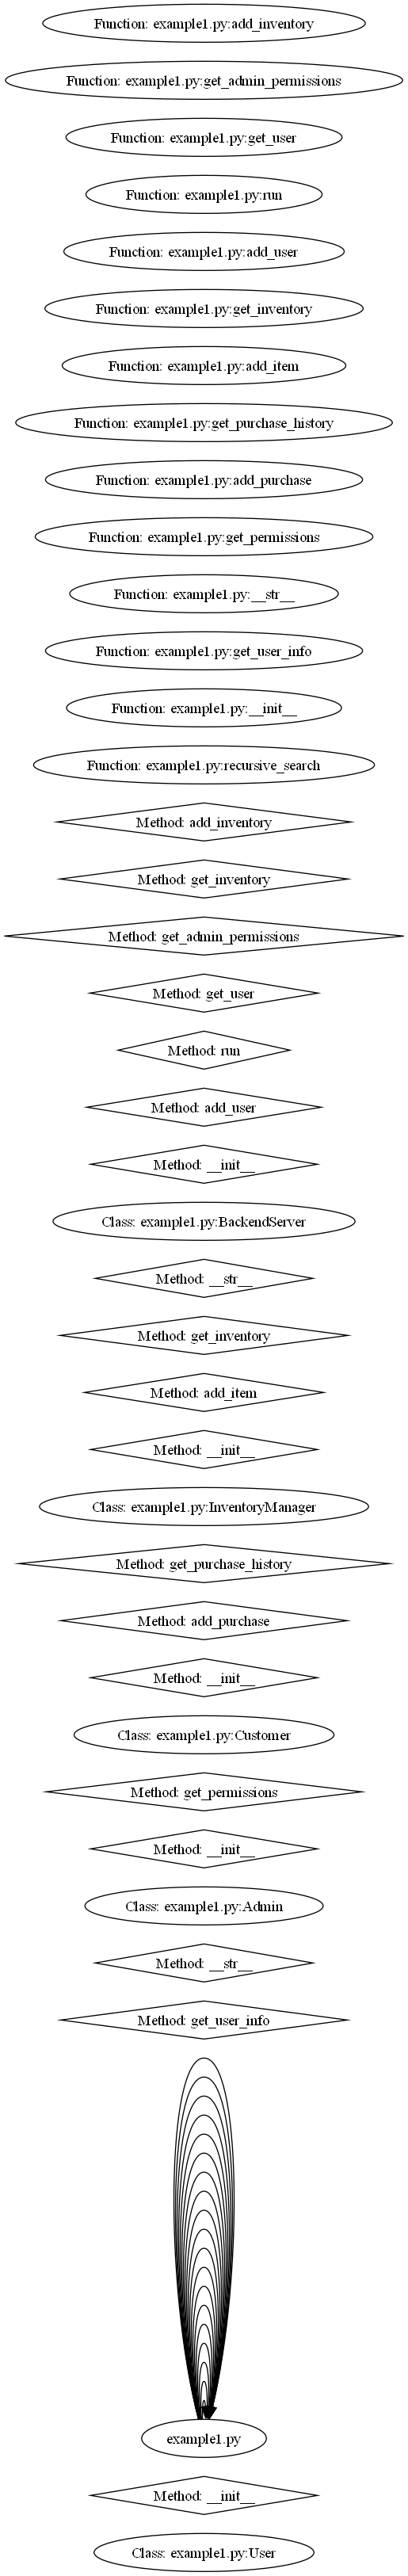 Function: example1.py:add_inventory
Function: example1.py:get_admin_permissions
Function: example1.py:get_user
Function: example1.py:run
Function: example1.py:add_user
Function: example1.py:get_inventory
Function: example1.py:add_item
Function: example1.py:get_purchase_history
Function: example1.py:add_purchase
Function: example1.py:get_permissions
Function: example1.py:__str__
Function: example1.py:get_user_info
Function: example1.py:__init__
Function: example1.py:recursive_search
Method: add_inventory
Method: get_inventory
Method: get_admin_permissions
Method: get_user
Method: run
Method: add_user
Method: __init__
Class: example1.py:BackendServer
Method: __str__
Method: get_inventory
Method: add_item
Method: __init__
Class: example1.py:InventoryManager
Method: get_purchase_history
Method: add_purchase
Method: __init__
Class: example1.py:Customer
Method: get_permissions
Method: __init__
Class: example1.py:Admin
Method: __str__
Method: get_user_info
example1.py
Method: __init__
Class: example1.py:User